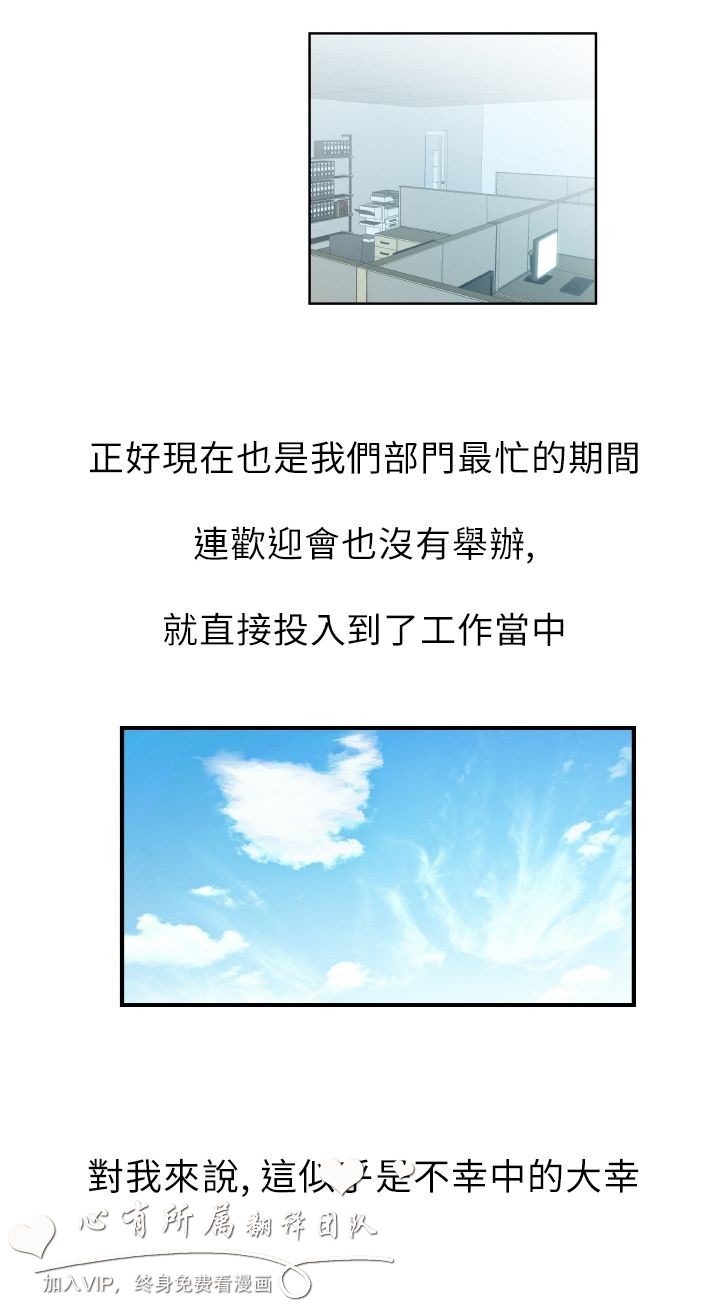 正好現在也是我們部門最忙的期間
連歡迎會也沒有舉辦,
就直接投入到了工作當中
對我來說, 這似乎是不幸中的大幸
心有所属翻译团队
加入VIP，终身免费看漫画